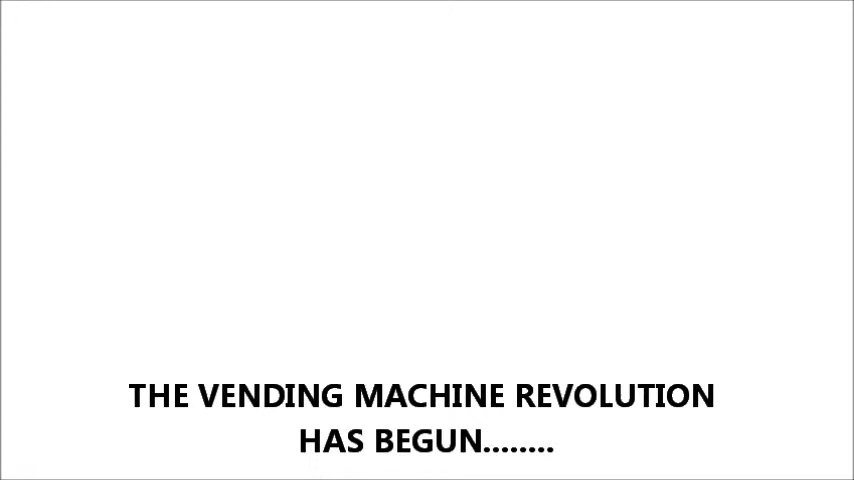 THE VENDING MACHINE REVOLUTION
HAS BEGUN........